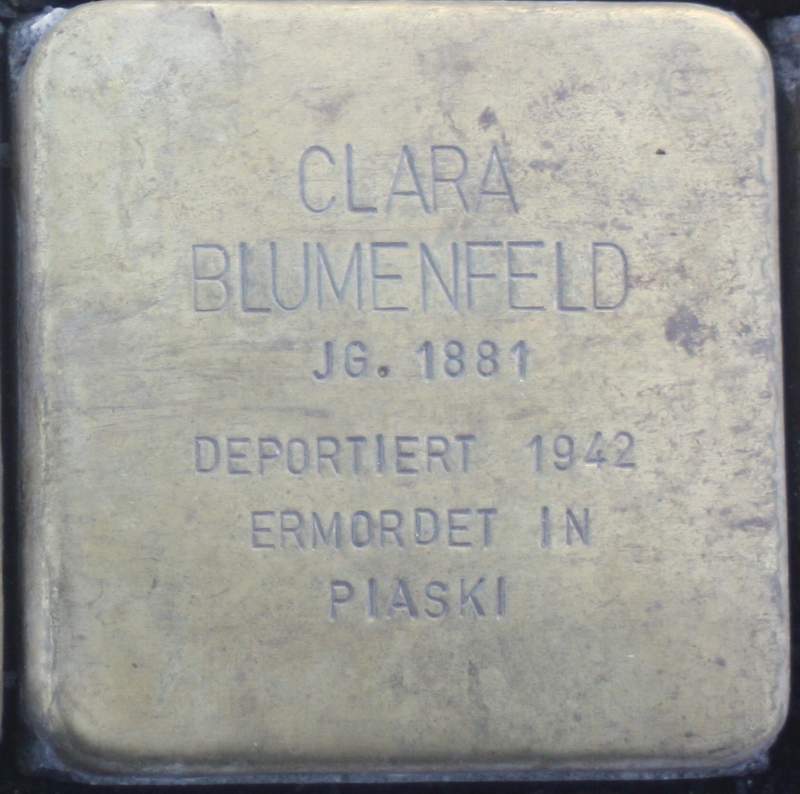 CLARA
BLUMENFELD
JG. 1881
DEPORTIERT 1942
ERMORDET IN
PIASKI